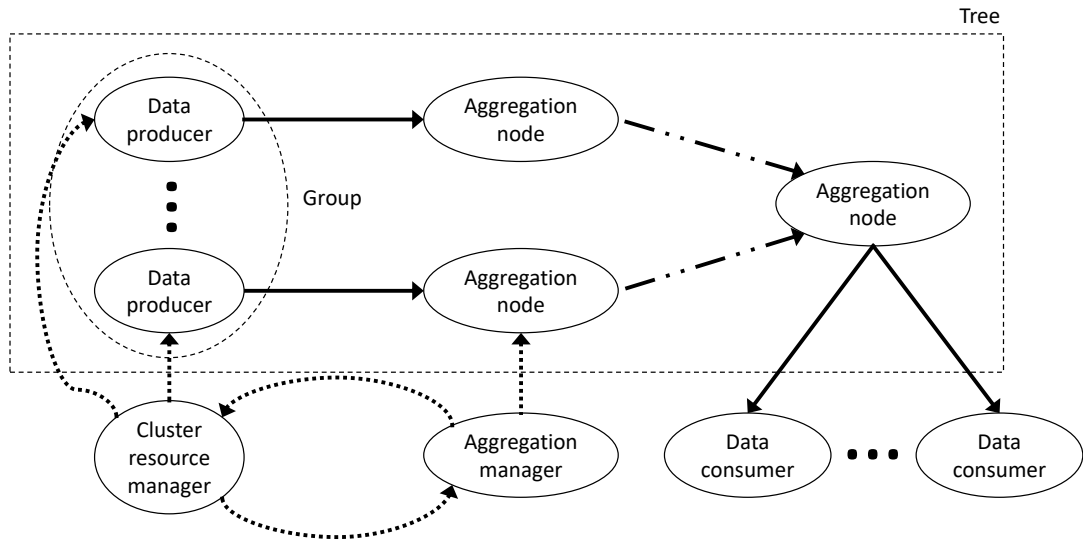 Tree
Data
producer
Aggregation
node
Group
Aggregation
node
Data
producer
Aggregation
node
Cluster
resource
manager
Aggregation
manager
Data
consumer
Data
consumer